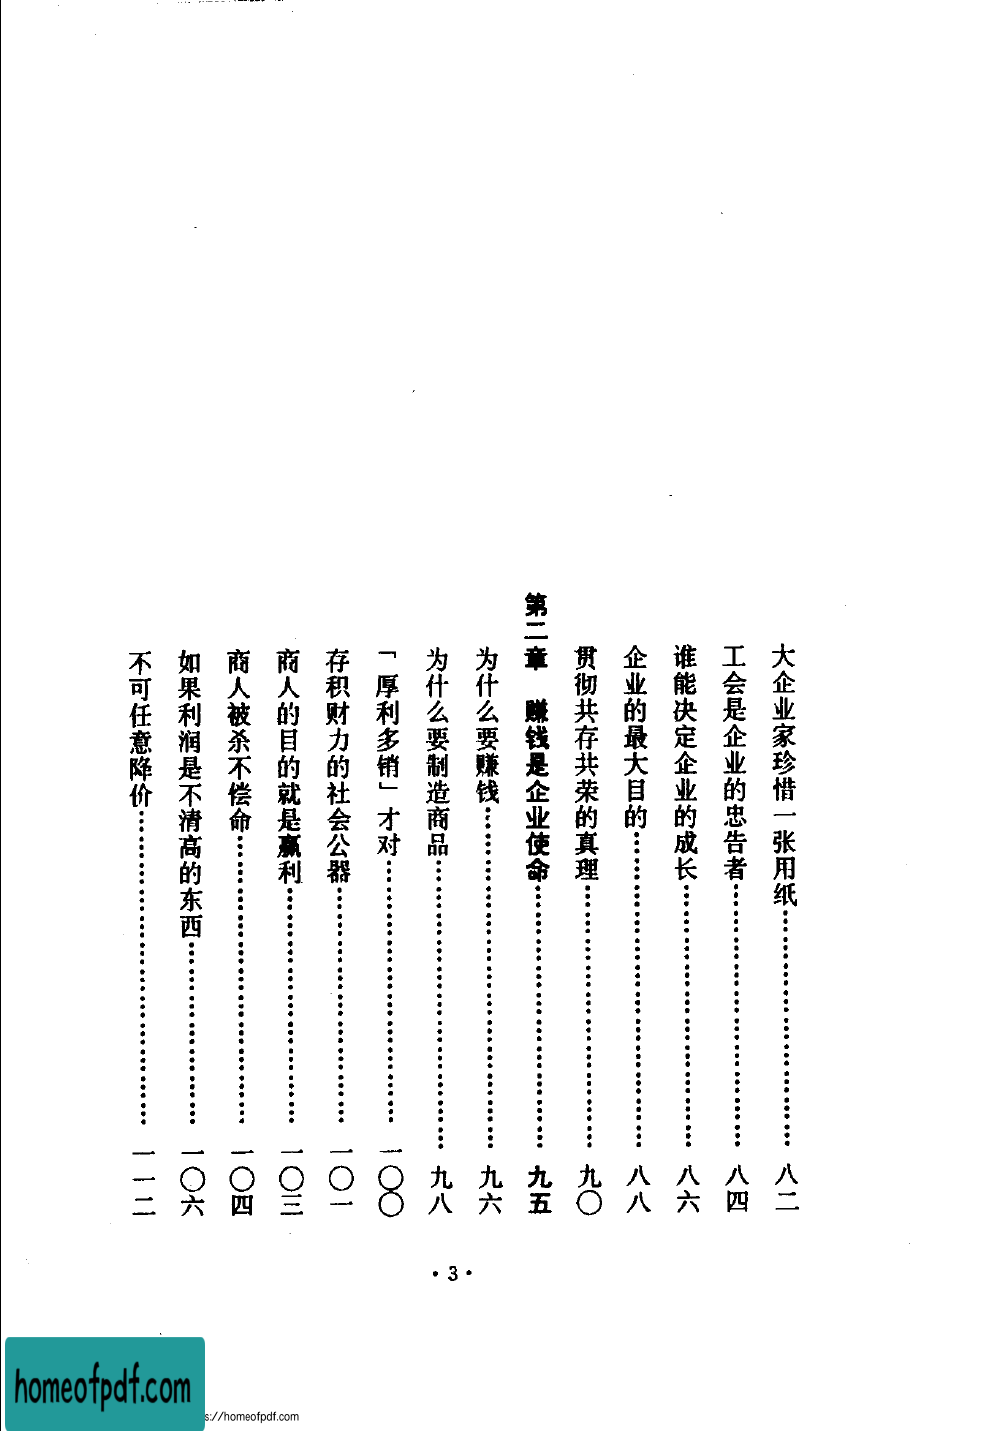 大企业家珍惜一张用纸……………………八二
工会是企业的忠告者……………………八四
谁能决定企业的成长……………………八六
企业的最大目的……………………八八
贯彻共存共荣的真理……………………九〇
第二章　赚钱是企业使命……………………九五
为什么要赚钱……………………九六
为什么要制造商品……………………九八
「厚利多销」才对……………………一〇〇
存积财力的社会公器……………………一〇一
商人的目的就是赢利……………………一〇三
商人被杀不偿命……………………一〇四
如果利润是不清高的东西……………………一〇六
不可任意降价……………………一一二
·3·
homeofpdf.com
s://homeofpdf.com